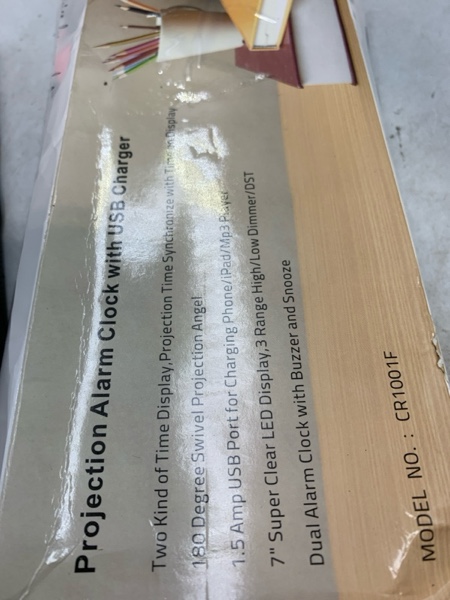 Projection Alarm Clock with USB Charger
Two Kind of Time Display,Projection Time Synchronize with Time on Display
180 Degree Swivel Projection Angel
1.5 Amp USB Port for Charging Phone/iPad/Mp3 Player
7" Super Clear LED Display,3 Range High/Low Dimmer/DST
Dual Alarm Clock with Buzzer and Snooze
MODEL NO.: CR1001F